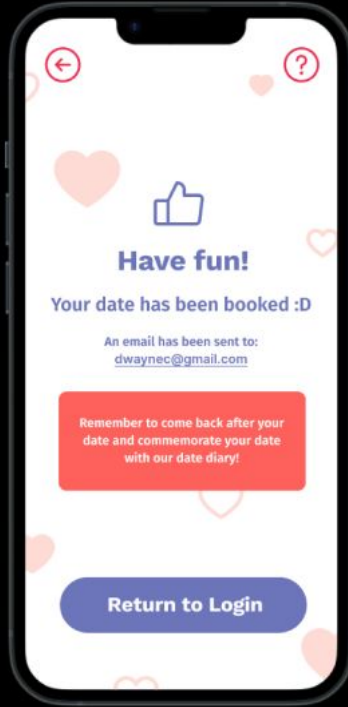 ?
Have fun!
Your date has been booked :D
An email has been sent to:
dwaynec@gmail.com
Remember to come back after your
date and commemorate your date
with our date diary!
Return to Login